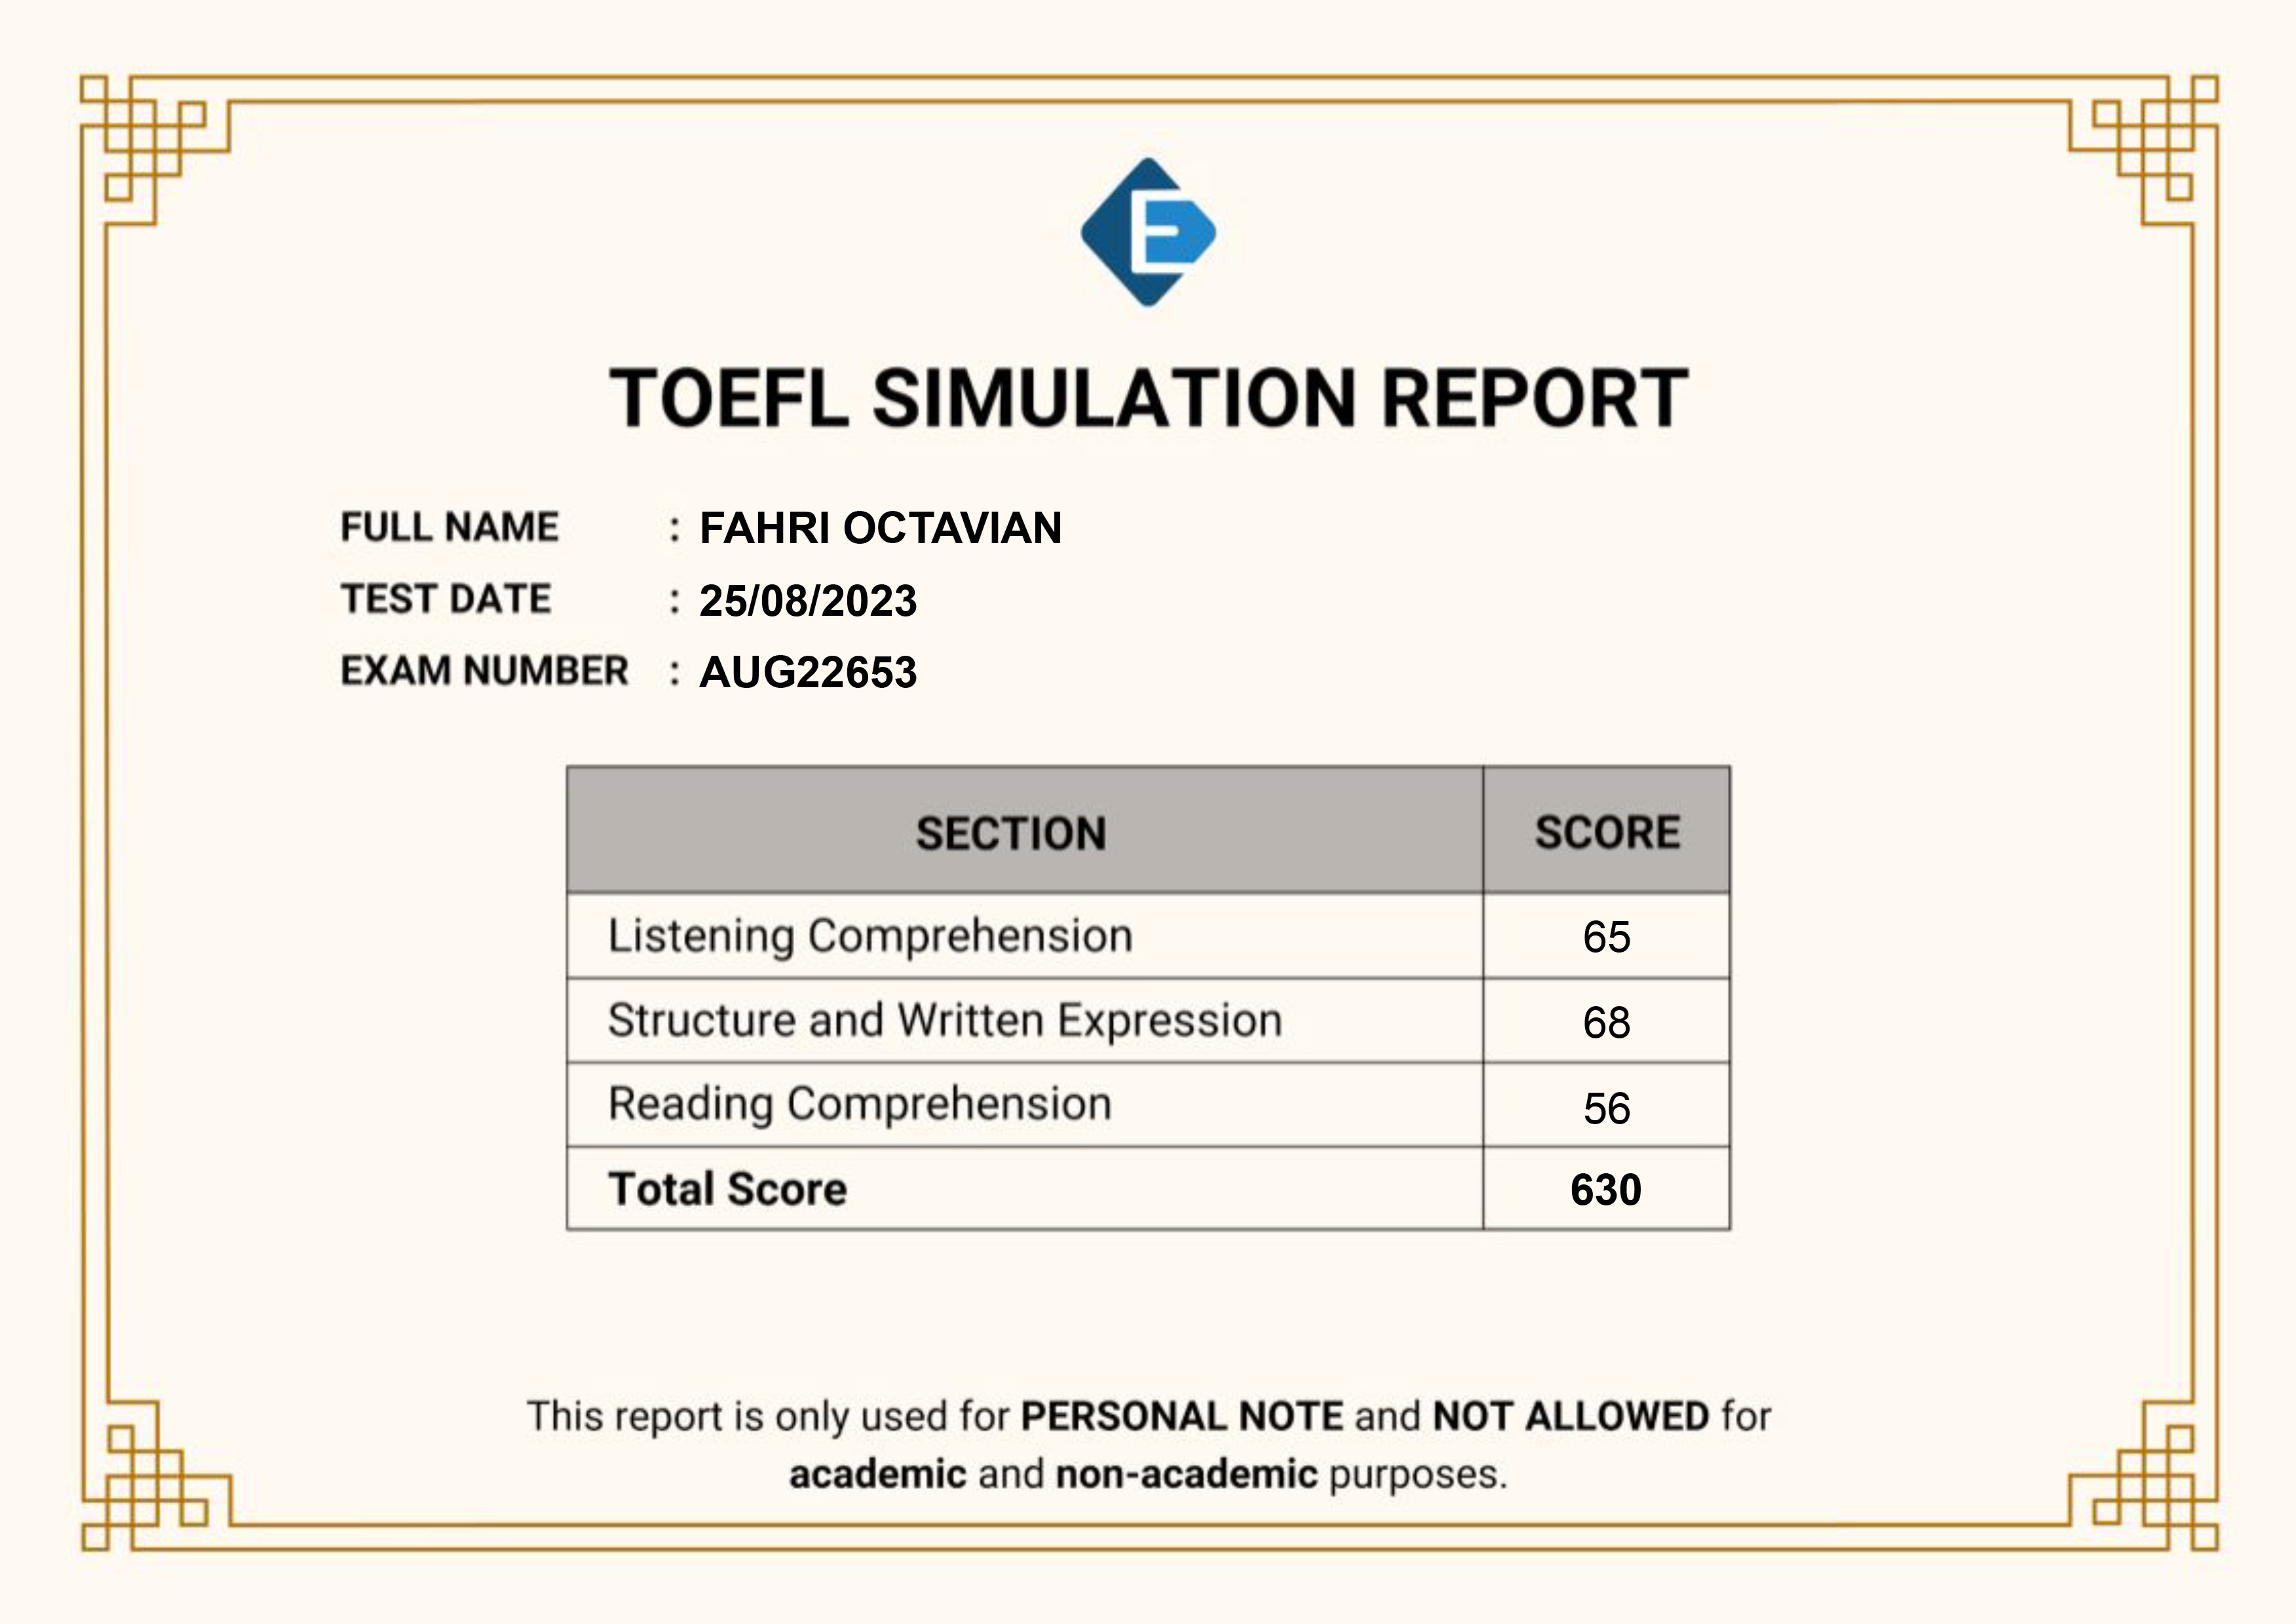 E
TOEFL SIMULATION REPORT
FULL NAME : FAHRI OCTAVIAN
TEST DATE : 25/08/2023
EXAM NUMBER : AUG22653
SECTION SCORE
Listening Comprehension 65
Structure and Written Expression 68
Reading Comprehension 56
Total Score 630
This report is only used for PERSONAL NOTE and NOT ALLOWED for
academic and non-academic purposes.